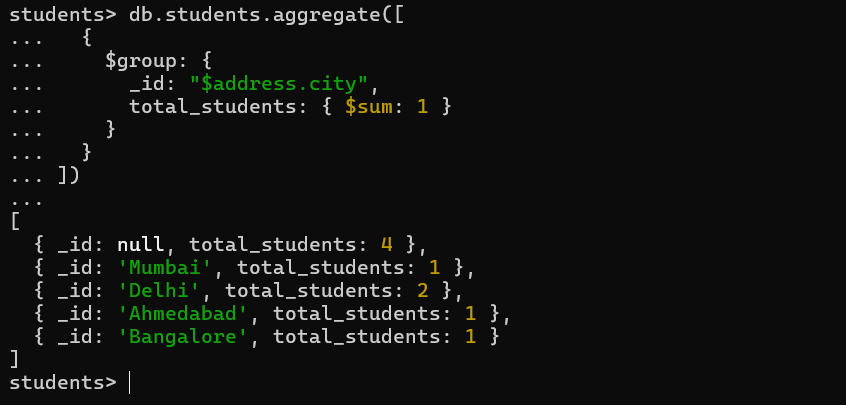 students> db.students.aggregate([
...   {
...     $group: {
...       _id: "$address.city",
...       total_students: { $sum: 1 }
...     }
...   }
... ])
...
[
  { _id: null, total_students: 4 },
  { _id: 'Mumbai', total_students: 1 },
  { _id: 'Delhi', total_students: 2 },
  { _id: 'Ahmedabad', total_students: 1 },
  { _id: 'Bangalore', total_students: 1 }
]
students>